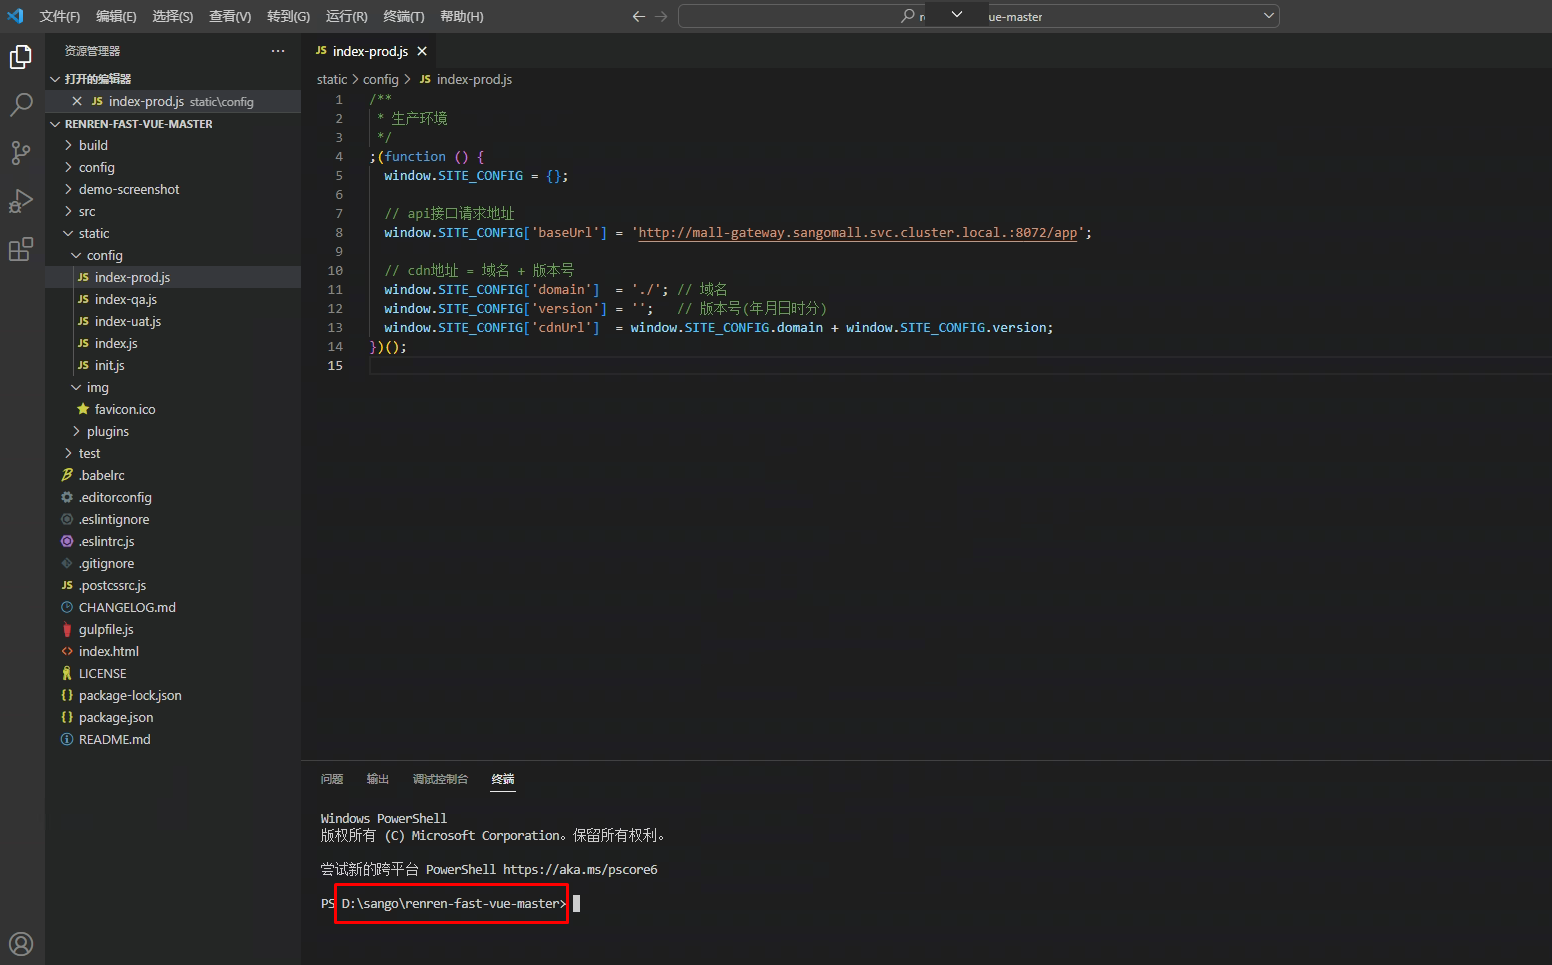 文件(F) 编辑(E) 选择(S) 查看(V) 转到(G) 运行(R) 终端(T) 帮助(H)
ue-master
资源管理器
打开的编辑器
JS index-prod.js static\config
RENREN-FAST-VUE-MASTER
build
config
demo-screenshot
src
static
config
JS index-prod.js
JS index-qa.js
JS index-uat.js
JS index.js
JS init.js
img
favicon.ico
plugins
test
.babelrc
.editorconfig
.eslintignore
.eslintrc.js
.gitignore
JS .postcssrc.js
CHANGELOG.md
gulpfile.js
index.html
LICENSE
{} package-lock.json
{} package.json
README.md
JS index-prod.js
static > config > JS index-prod.js
1 /**
2 * 生产环境
3 */
4 ;(function () {
5 window.SITE_CONFIG = {};
6
7 // api接口请求地址
8 window.SITE_CONFIG['baseUrl'] = 'http://mall-gateway.sangomall.svc.cluster.local.:8072/app';
9
10 // cdn地址 = 域名 + 版本号
11 window.SITE_CONFIG['domain']  = './'; // 域名
12 window.SITE_CONFIG['version'] = '';   // 版本号(年月日时分)
13 window.SITE_CONFIG['cdnUrl']  = window.SITE_CONFIG.domain + window.SITE_CONFIG.version;
14 })();
15
问题 输出 调试控制台 终端
Windows PowerShell
版权所有 (C) Microsoft Corporation。保留所有权利。
尝试新的跨平台 PowerShell https://aka.ms/pscore6
PS D:\sango\renren-fast-vue-master>